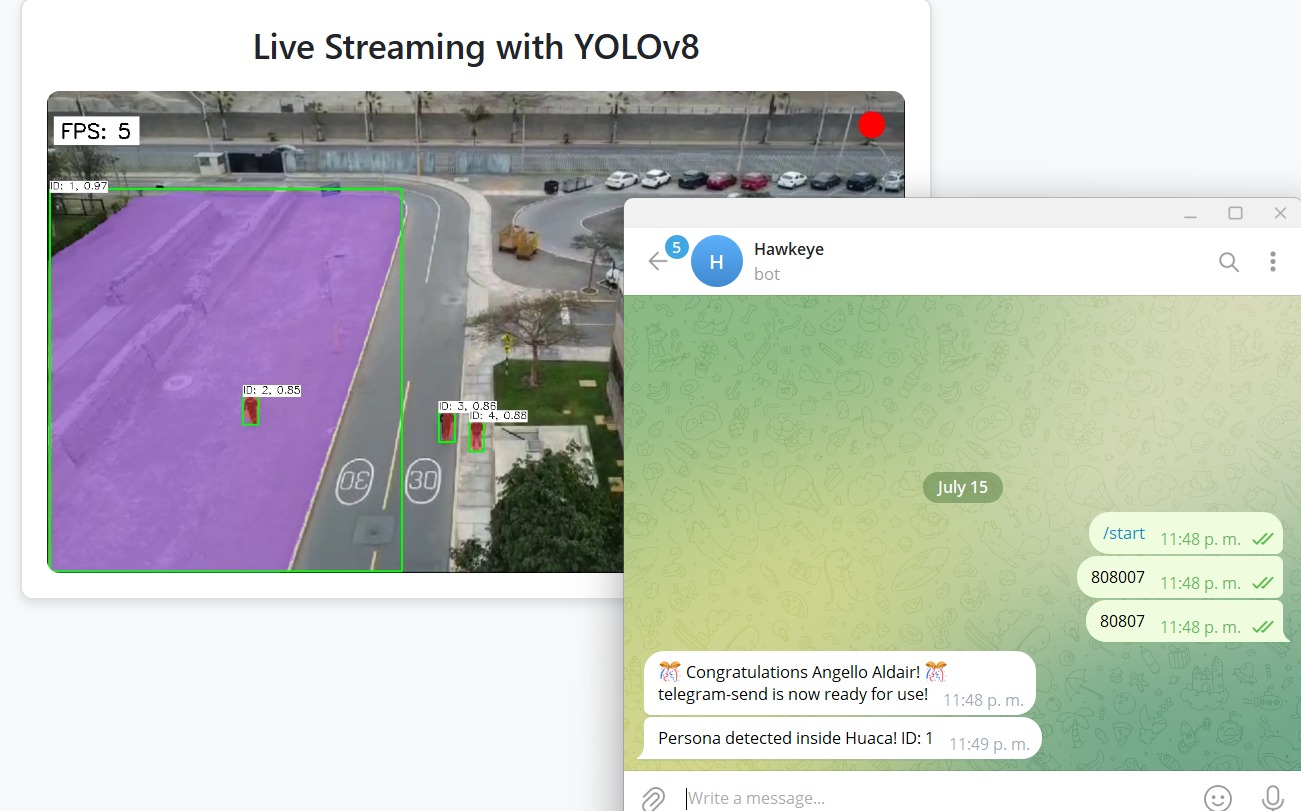 Live Streaming with YOLOv8
FPS: 5
ID: 1, 0.97
ID: 2, 0.85
ID: 3, 0.86
ID: 4, 0.88
30
30
5
H
Hawkeye
bot
July 15
/start 11:48 p. m.
808007 11:48 p. m.
80807 11:48 p. m.
🎊 Congratulations Angello Aldair! 🎊
telegram-send is now ready for use! 11:48 p. m.
Persona detected inside Huaca! ID: 1 11:49 p. m.
Write a message...